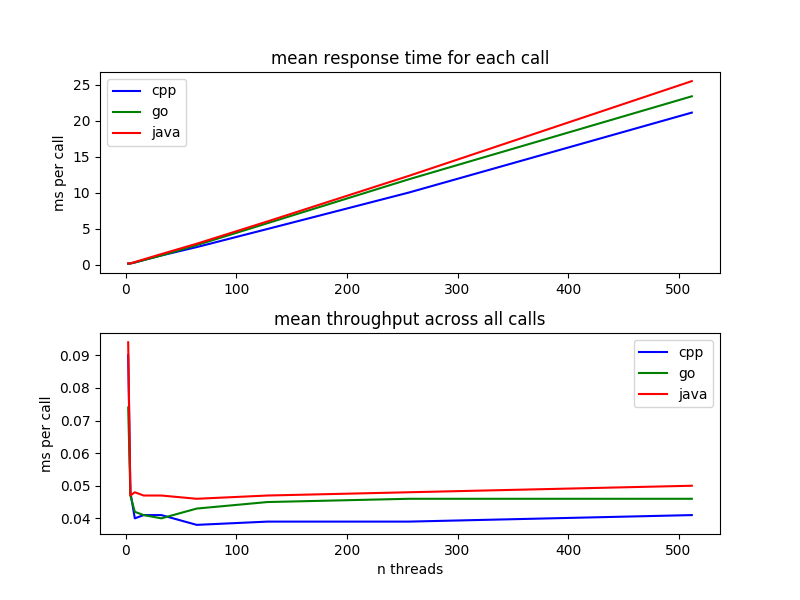 mean response time for each call
ms per call
25
20
15
10
5
0
cpp
go
java
0 100 200 300 400 500
mean throughput across all calls
ms per call
0.09
0.08
0.07
0.06
0.05
0.04
cpp
go
java
0 100 200 300 400 500
n threads